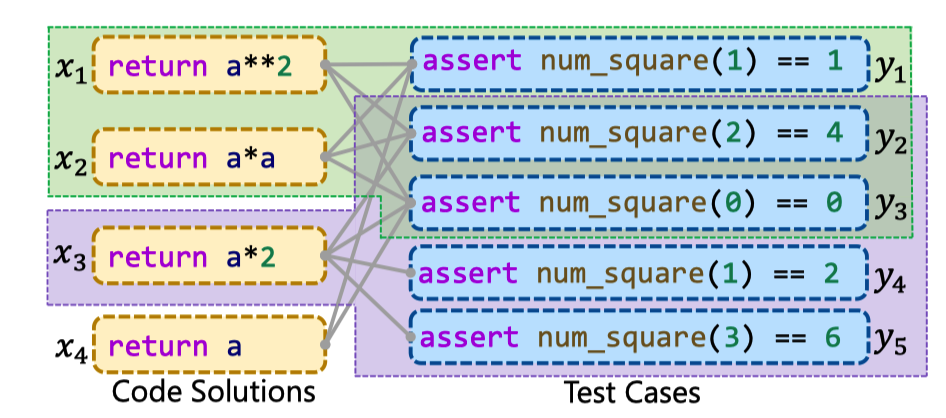 x1 return a**2 assert num_square(1) == 1 y1
x2 return a*a assert num_square(2) == 4 y2
assert num_square(0) == 0 y3
x3 return a*2 assert num_square(1) == 2 y4
x4 return a assert num_square(3) == 6 y5
Code Solutions Test Cases